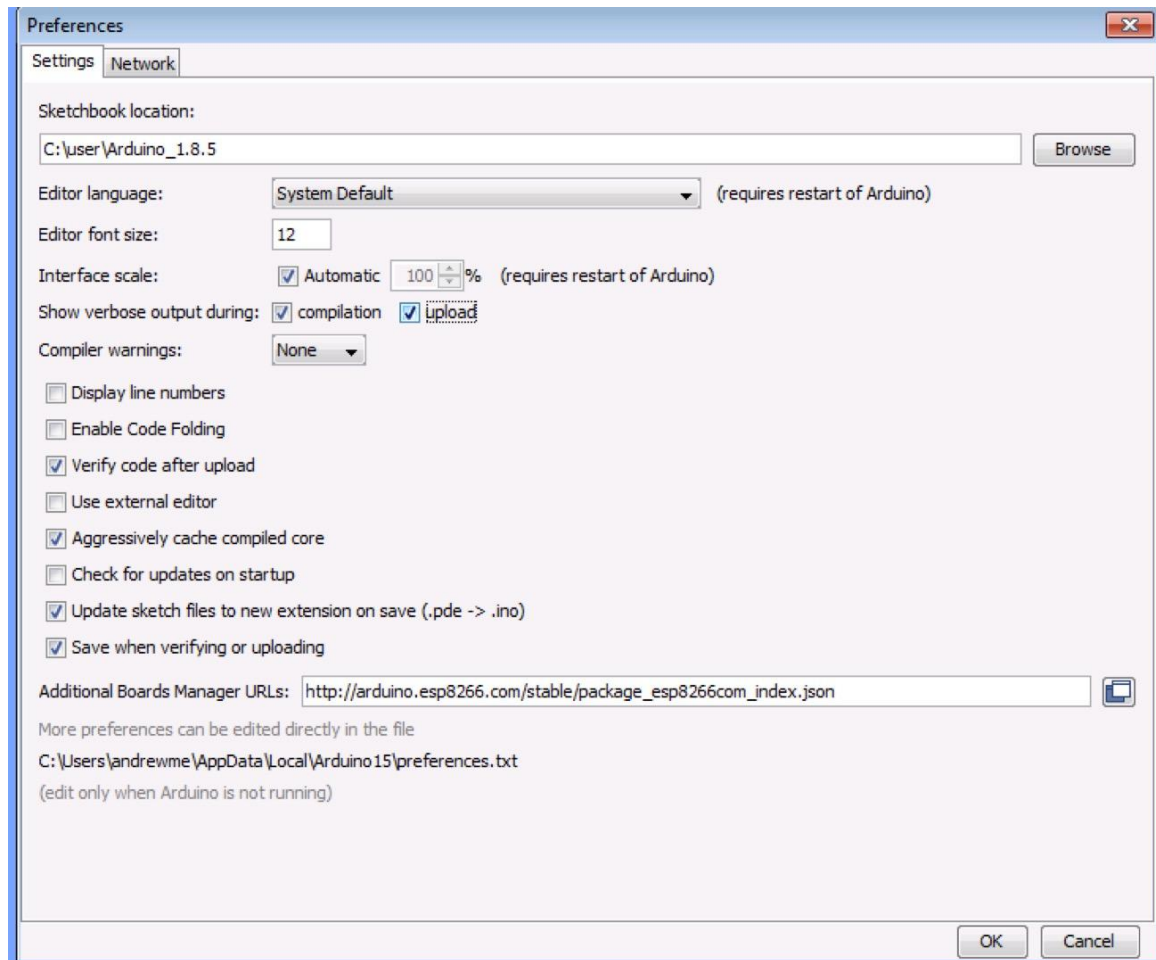 Preferences
Settings Network
Sketchbook location:
C:\user\Arduino_1.8.5 Browse
Editor language: System Default (requires restart of Arduino)
Editor font size: 12
Interface scale: Automatic 100 % (requires restart of Arduino)
Show verbose output during: compilation upload
Compiler warnings: None
Display line numbers
Enable Code Folding
Verify code after upload
Use external editor
Aggressively cache compiled core
Check for updates on startup
Update sketch files to new extension on save (.pde -> .ino)
Save when verifying or uploading
Additional Boards Manager URLs: http://arduino.esp8266.com/stable/package_esp8266com_index.json
More preferences can be edited directly in the file
C:\Users\andrewme\AppData\Local\Arduino15\preferences.txt
(edit only when Arduino is not running)
OK Cancel